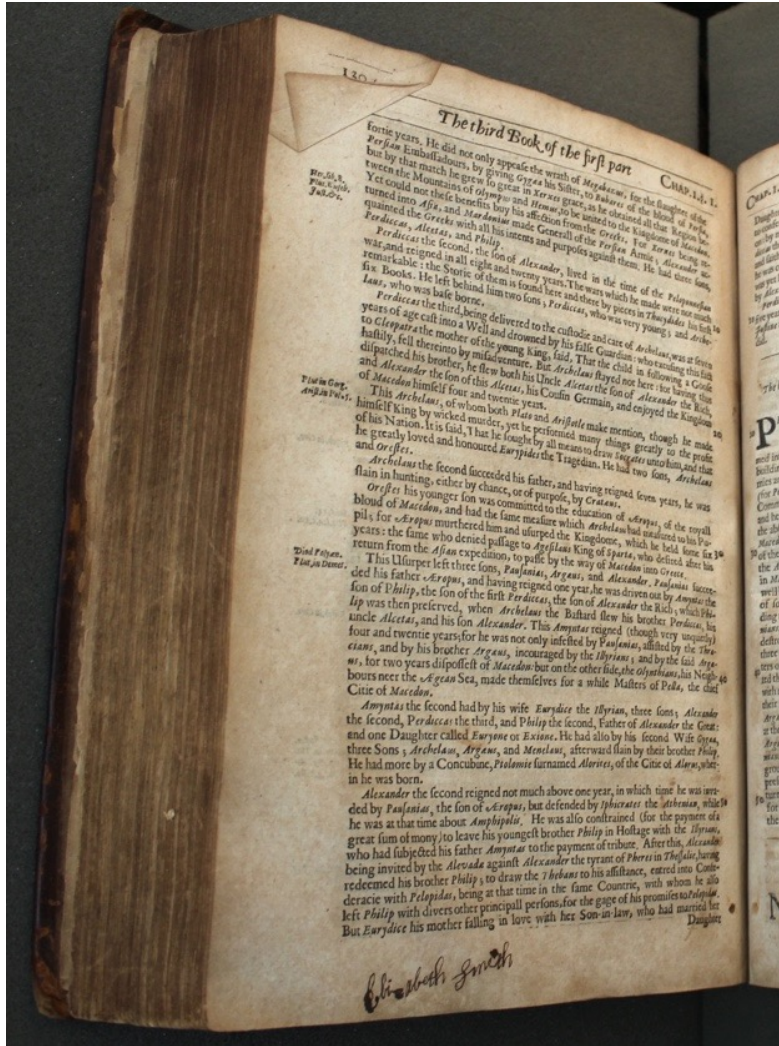 130
The third Book of the first part CHAP.1.4. 1.
fortie years. He did not only appease the wrath of Megabazus, for the slaughter of the
Persian Embassadours, by giving Gygaa his Sister, to Bubares of the blood of Persia,
but by that match he grew so great in Xerxes grace, as he obtained all that Region be-
tween the Mountains of Olympus and Hemus, to be united to the Kingdome of Macedon.
Yet could not these benefits buy his affection from the Greeks. For Xerxes being re-
turned into Asia, and Mardonius made Generall of the Persian Armie; Alexander ac-
quainted the Greeks with all his intents and purposes against them. He had three sons,
Perdiccas, Alcetas, and Philip.
Perdiccas the second, the son of Alexander, lived in the time of the Peloponnesian
war, and reigned in all eight and twenty years. The wars which he made were not much
remarkable: the Storie of them is found here and there by pieces in Thucydides his first
six Books. He left behind him two sons; Perdiccas, who was very young; and Arche-
laus, who was base borne.
Perdiccas the third, being delivered to the custodie and care of Archelaus, was at seven
years of age cast into a Well and drowned by his false Guardian: who excusing this fact
to Cleopatra the mother of the young King, said, That the child in following a Goose
hastily, fell thereinto by misadventure. But Archelaus stayed not here: for having thus
dispatched his brother, he slew both his Uncle Alcetas the son of Alexander the Rich,
and Alexander the son of this Alcetas, his Cousin Germain, and enjoyed the Kingdom
of Macedon himself four and twentie years.
This Archelaus, of whom both Plato and Aristotle make mention, though he made
himself King by wicked murder, yet he performed many things greatly to the profit
of his Nation. It is said, That he sought by all means to draw Socrates unto him, and that
he greatly loved and honoured Euripides the Tragedian. He had two sons, Archelaus
and Orestes.
Archelaus the second succeeded his father, and having reigned seven years, he was
slain in hunting, either by chance, or of purpose, by Crataus.
Orestes his younger son was committed to the education of Æropus, of the royall
bloud of Macedon, and had the same measure which Archelaus had measured to his Pu-
pil; for Æropus murthered him and usurped the Kingdome, which he held some six
years: the same who denied passage to Agesilaus King of Sparta, who desired after his
return from the Asian expedition, to passe by the way of Macedon into Greece.
This Usurper left three sons, Pausanias, Argæus, and Alexander. Pausanias succee-
ded his father Æropus, and having reigned one year, he was driven out by Amyntas the
son of Philip, the son of the first Perdiccas, the son of Alexander the Rich; which Phi-
lip was then preserved, when Archelaus the Bastard slew his brother Perdiccas, his
uncle Alcetas, and his son Alexander. This Amyntas reigned (though very unquietly)
four and twentie years; for he was not only infested by Pausanias, assisted by the Thra-
cians, and by his brother Argæus, incouraged by the Illyrians; and by the said Argæ-
us, for two years dispossest of Macedon: but on the other side, the Olynthians, his Neigh-
bours neer the Ægean Sea, made themselves for a while Masters of Pella, the chief
Citie of Macedon.
Amyntas the second had by his wife Eurydice the Illyrian, three sons; Alexander
the second, Perdiccas the third, and Philip the second, Father of Alexander the Great:
and one Daughter called Euryone or Exione. He had also by his second Wife Gygæa,
three Sons; Archelaus, Argæus, and Menelaus, afterward slain by their brother Philip.
He had more by a Concubine, Ptolomie surnamed Alorites, of the Citie of Alorus, wher-
in he was born.
Alexander the second reigned not much above one year, in which time he was inva-
ded by Pausanias, the son of Æropus, but defended by Iphicrates the Athenian, while
he was at that time about Amphipolis. He was also constrained (for the payment of a
great sum of mony) to leave his youngest brother Philip in Hostage with the Illyrians,
who had subjected his father Amyntas to the payment of tribute. After this, Alexander
being invited by the Alevadæ against Alexander the tyrant of Pheres in Thessalie, having
redeemed his brother Philip; to draw the Thebans to his assistance, entred into Confe-
deracie with Pelopidas, being at that time in the same Countrie, with whom he also
left Philip with divers other principall persons, for the gage of his promises to Pelopidas.
But Eurydice his mother falling in love with her Son-in-law, who had married her
Daughter
Elizabeth Smith